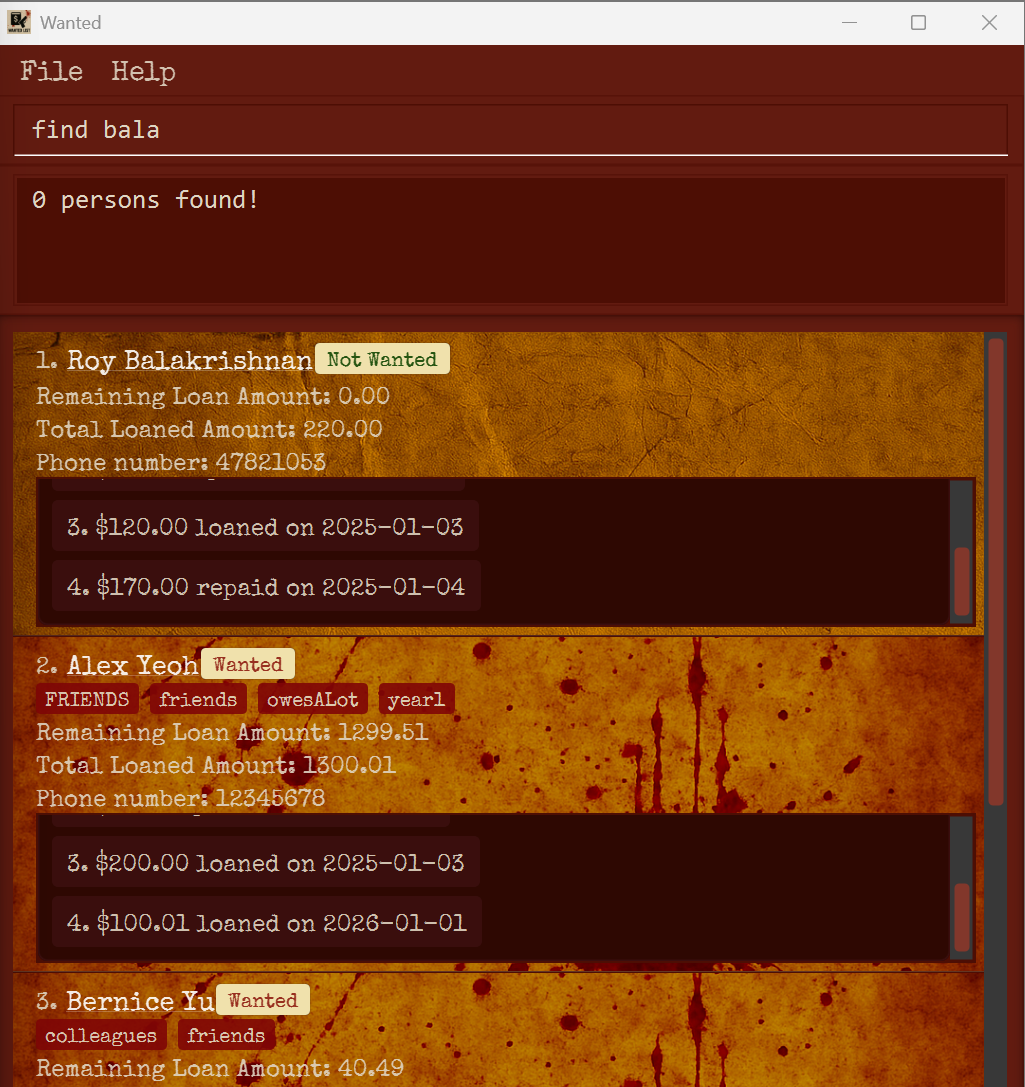 Wanted
File Help
find bala
0 persons found!
1. Roy Balakrishnan Not Wanted
Remaining Loan Amount: 0.00
Total Loaned Amount: 220.00
Phone number: 47821053
3. $120.00 loaned on 2025-01-03
4. $170.00 repaid on 2025-01-04
2. Alex Yeoh Wanted
FRIENDS friends owesALot yearl
Remaining Loan Amount: 1299.51
Total Loaned Amount: 1300.01
Phone number: 12345678
3. $200.00 loaned on 2025-01-03
4. $100.01 loaned on 2026-01-01
3. Bernice Yu Wanted
colleagues friends
Remaining Loan Amount: 40.49